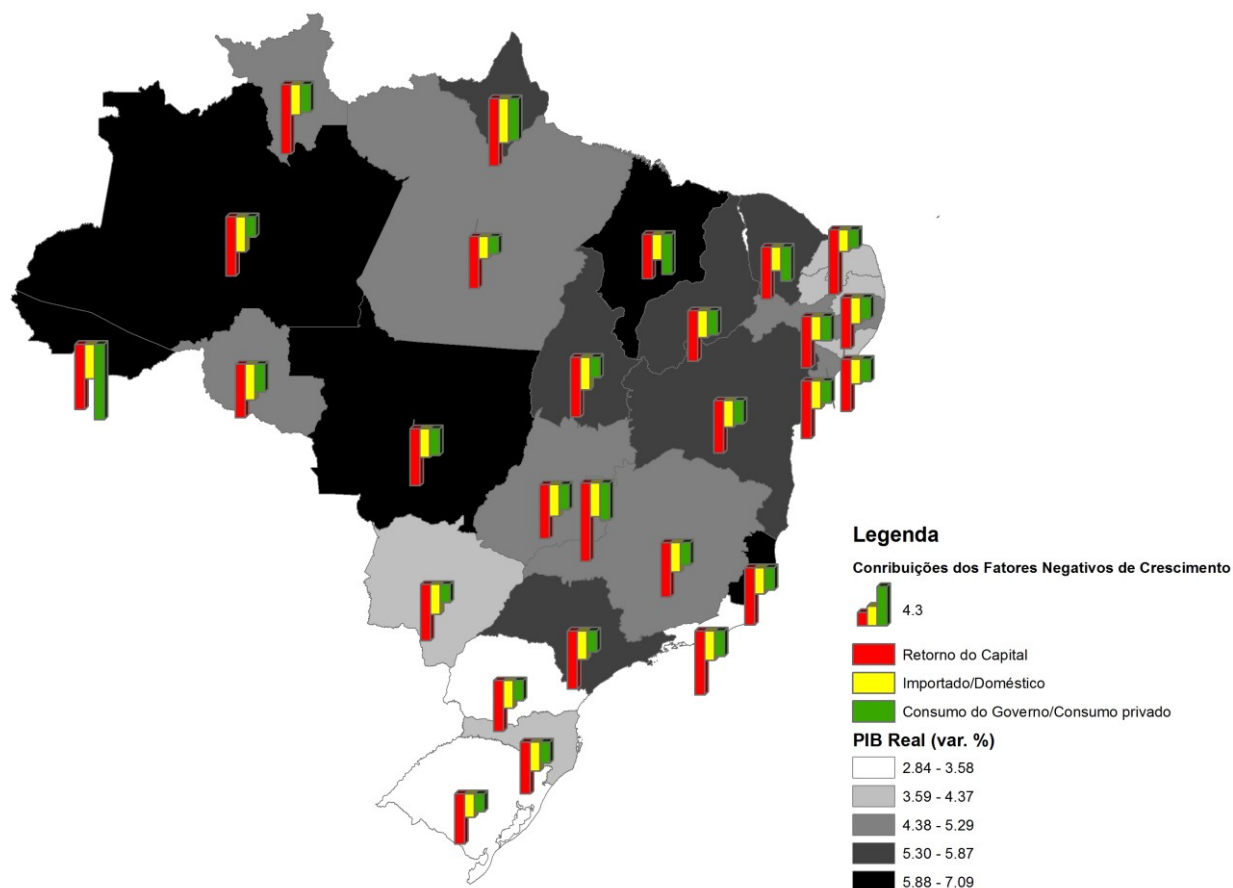 Legenda
Conribuições dos Fatores Negativos de Crescimento
4.3
Retorno do Capital
Importado/Doméstico
Consumo do Governo/Consumo privado
PIB Real (var. %)
2.84 - 3.58
3.59 - 4.37
4.38 - 5.29
5.30 - 5.87
5.88 - 7.09